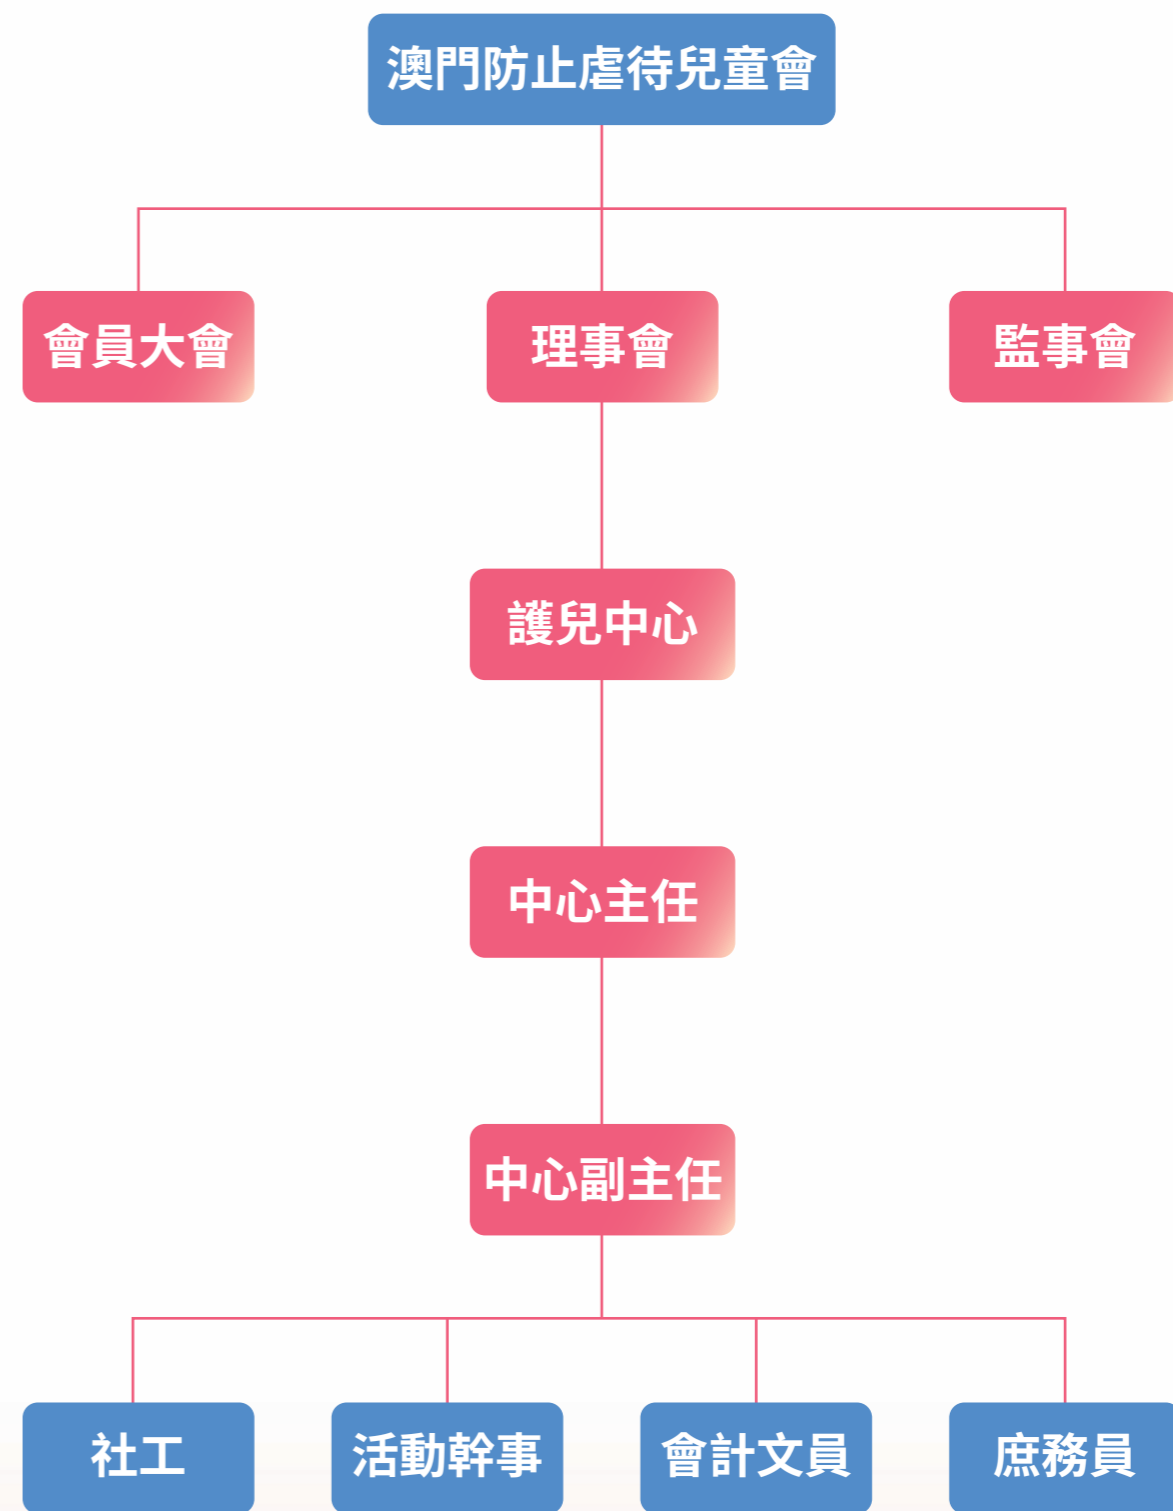 澳門防止虐待兒童會
會員大會
理事會
監事會
護兒中心
中心主任
中心副主任
社工
活動幹事
會計文員
庶務員